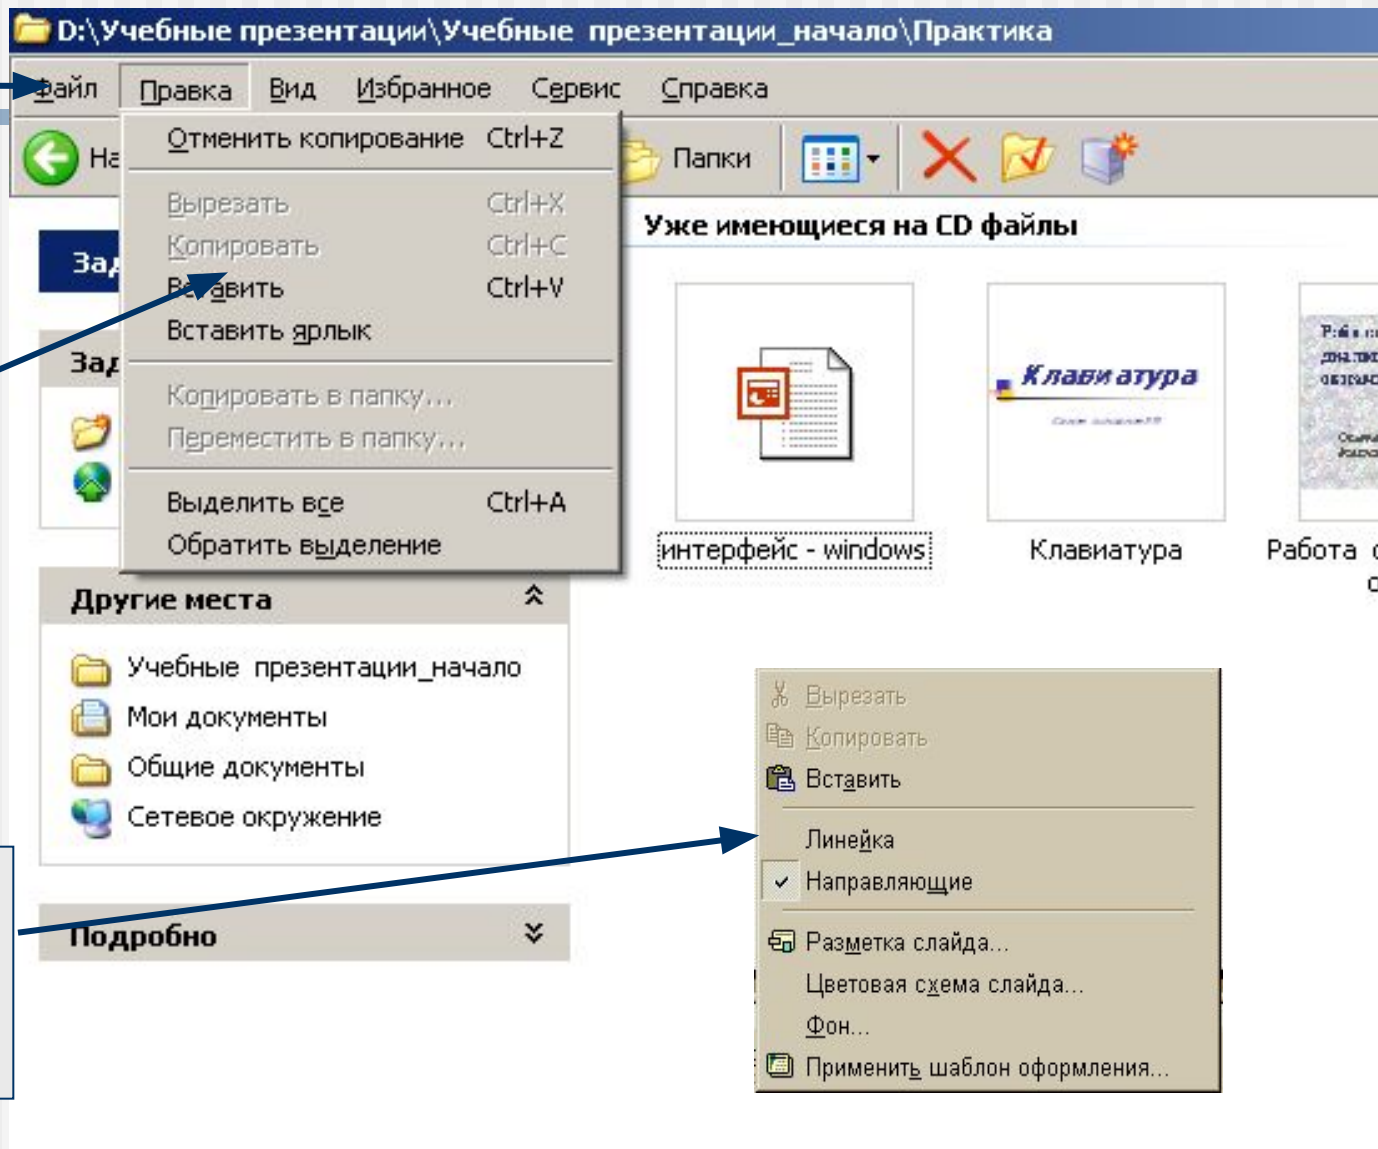 D:\Учебные презентации\Учебные презентации_начало\Практика
Файл Правка Вид Избранное Сервис Справка
На Папки
Отменить копирование Ctrl+Z
Вырезать Ctrl+X
Копировать Ctrl+C
Вставить Ctrl+V
Вставить ярлык
Копировать в папку...
Переместить в папку...
Выделить все Ctrl+A
Обратить выделение
Зад
Зад
Другие места
Учебные презентации_начало
Мои документы
Общие документы
Сетевое окружение
Подробно
Уже имеющиеся на CD файлы
Клавиатура
интерфейс - windows
Клавиатура
Работа с
Вырезать
Копировать
Вставить
Линейка
Направляющие
Разметка слайда...
Цветовая схема слайда...
Фон...
Применить шаблон оформления...